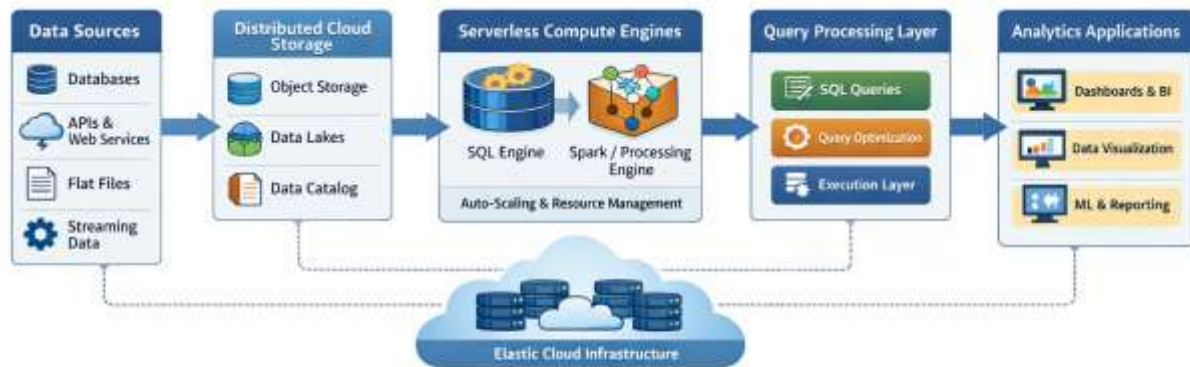 Data Sources
Databases
APIs &
Web Services
Flat Files
Streaming
Data
Distributed Cloud
Storage
Object Storage
Data Lakes
Data Catalog
Serverless Compute Engines
SQL Engine
Spark / Processing
Engine
Auto-Scaling & Resource Management
Query Processing Layer
SQL Queries
Query Optimization
Execution Layer
Analytics Applications
Dashboards & BI
Data Visualization
ML & Reporting
Elastic Cloud Infrastructure